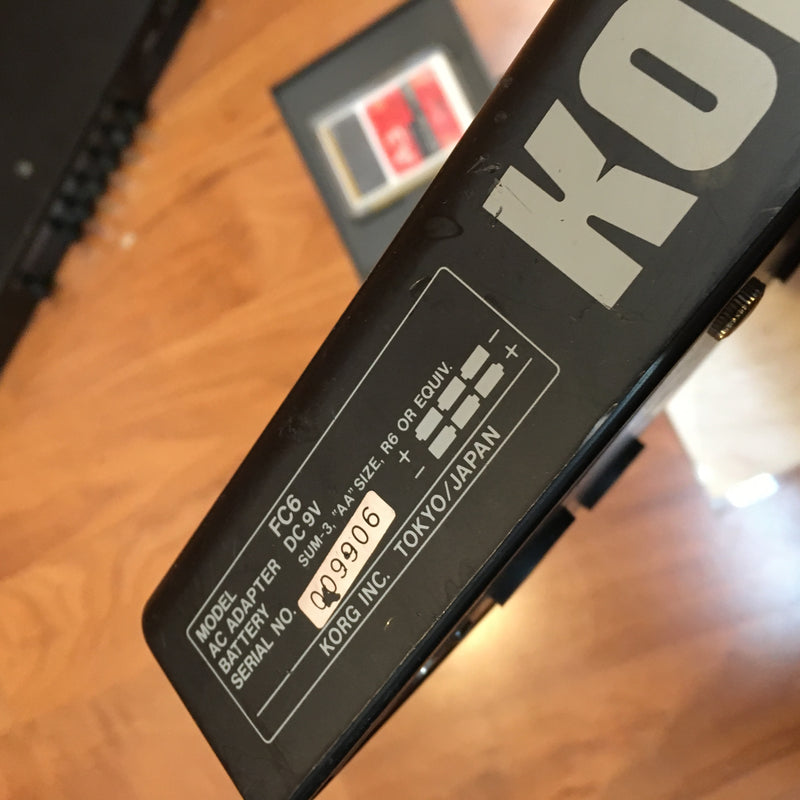 KO
MODEL FC6
AC ADAPTER DC 9V
BATTERY SUM-3, "AA" SIZE, R6 OR EQUIV.
+ −
− +
SERIAL NO. 009906
KORG INC. TOKYO/JAPAN
A3